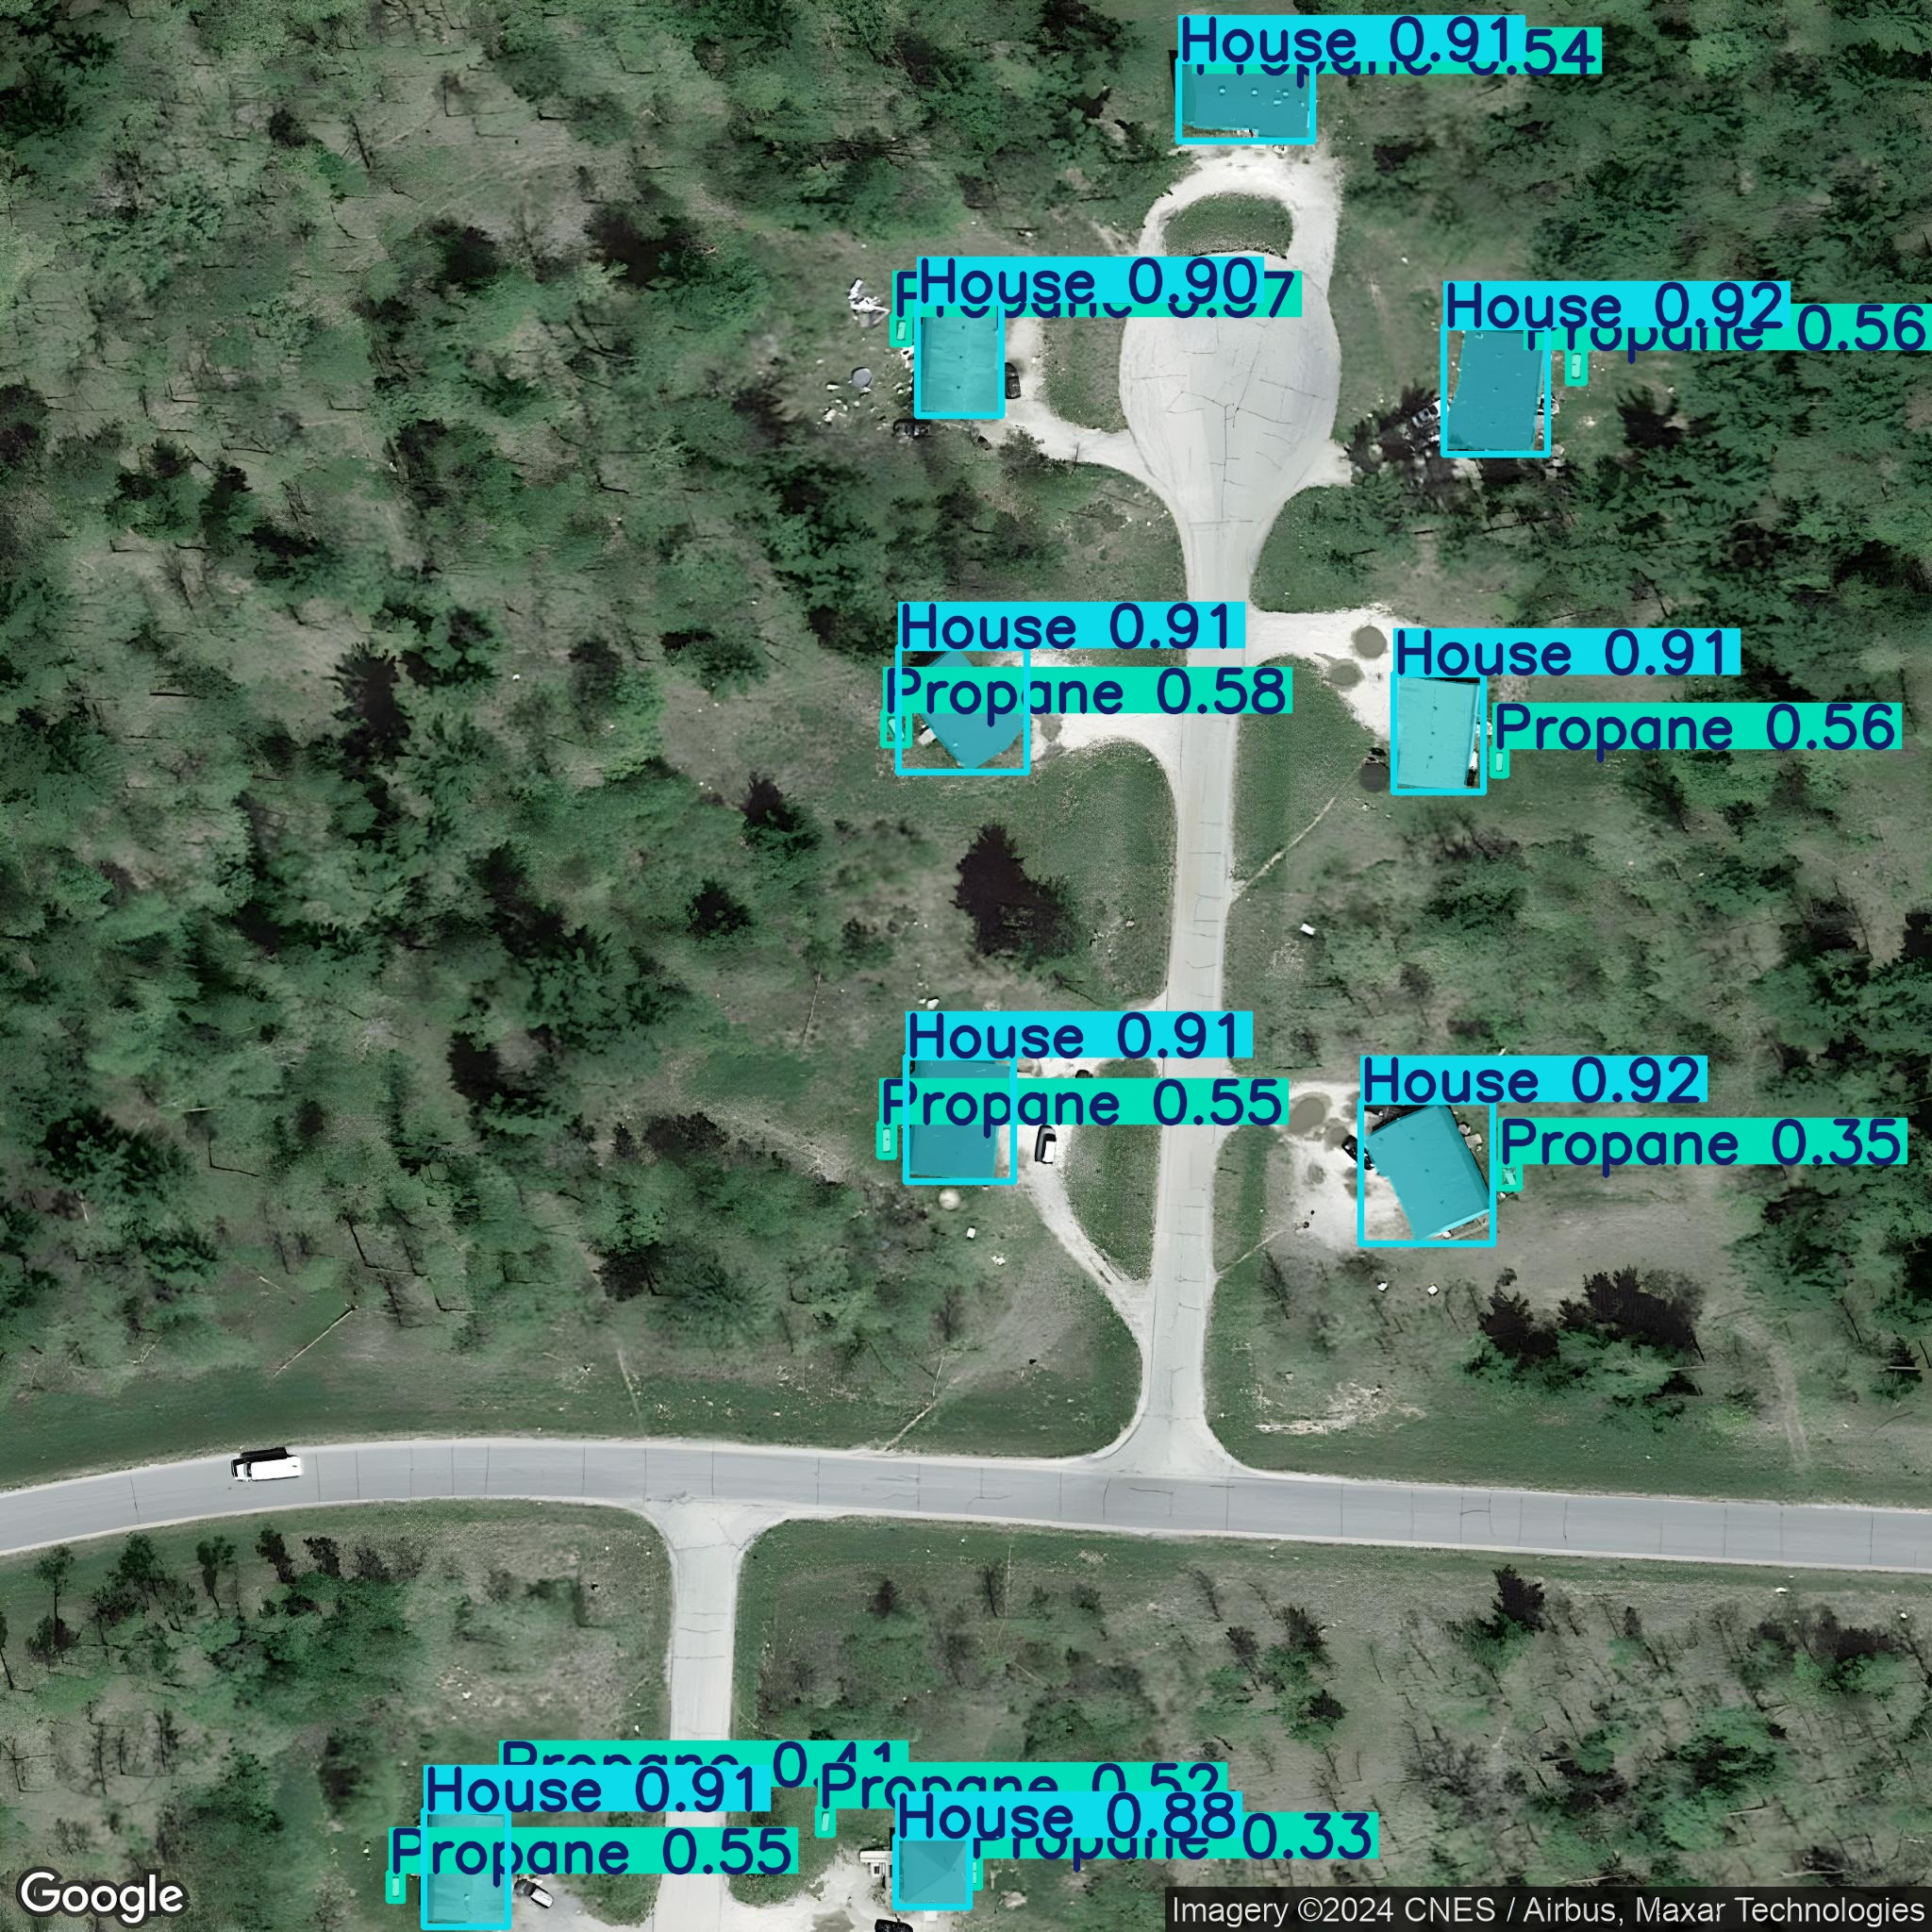 House 0.91
Propane 0.54
House 0.90
House 0.92
Propane 0.56
House 0.91
House 0.91
Propane 0.58
Propane 0.56
House 0.91
House 0.92
Propane 0.55
Propane 0.35
Propane 0.41
House 0.91
Propane 0.52
House 0.88
Propane 0.33
Propane 0.55
Google
Imagery ©2024 CNES / Airbus, Maxar Technologies